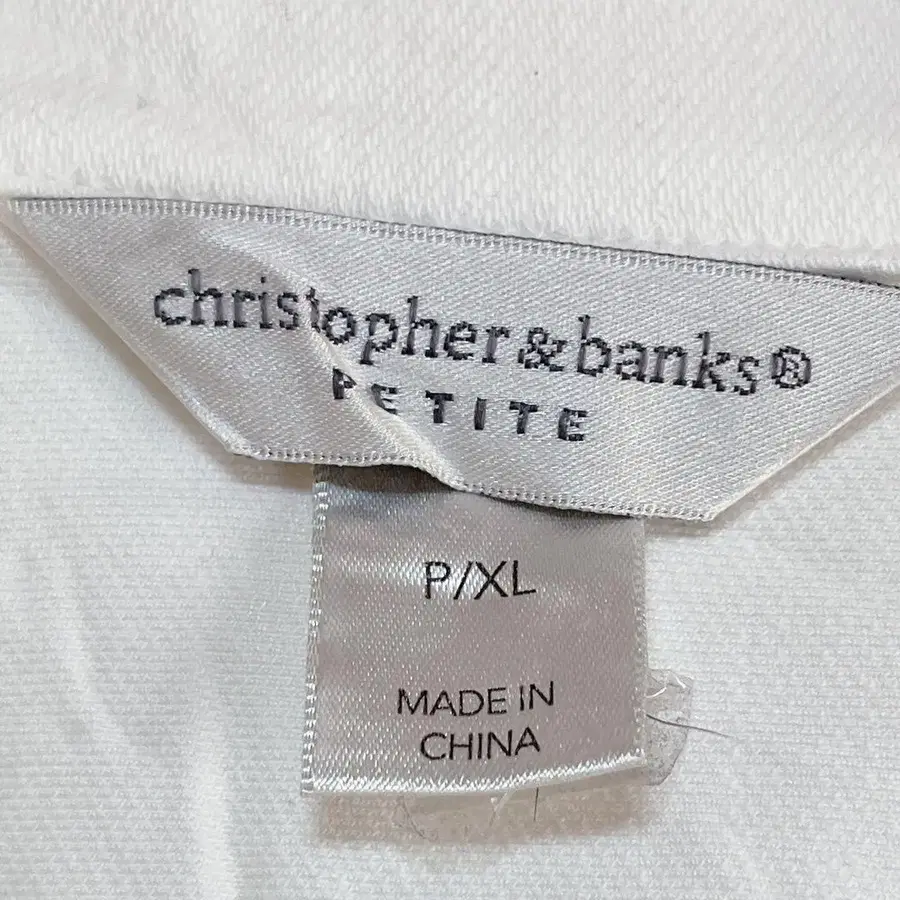 christopher&banks®
PETITE
P/XL
MADE IN
CHINA